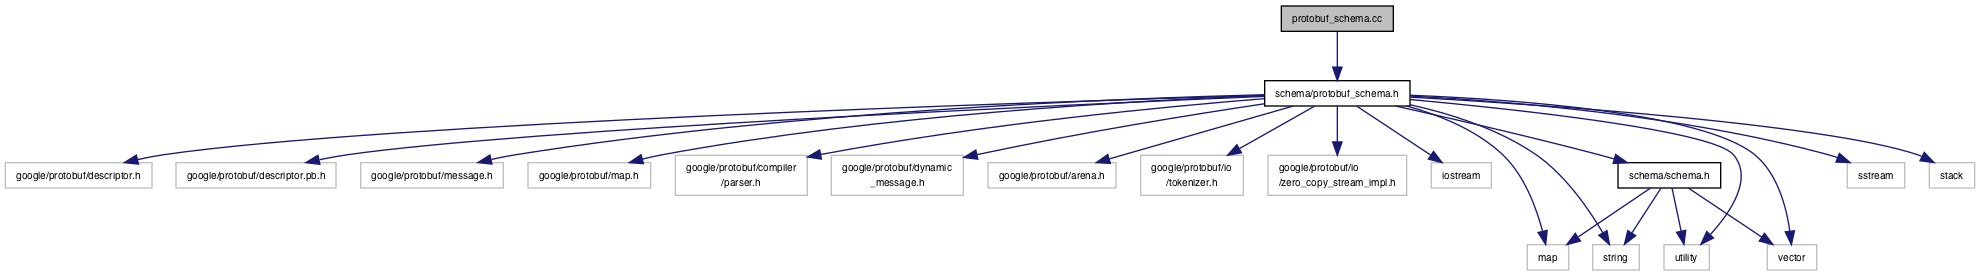 protobuf_schema.cc
schema/protobuf_schema.h
google/protobuf/descriptor.h
google/protobuf/descriptor.pb.h
google/protobuf/message.h
google/protobuf/map.h
google/protobuf/compiler
/parser.h
google/protobuf/dynamic
_message.h
google/protobuf/arena.h
google/protobuf/io
/tokenizer.h
google/protobuf/io
/zero_copy_stream_impl.h
iostream
schema/schema.h
sstream
stack
map
string
utility
vector